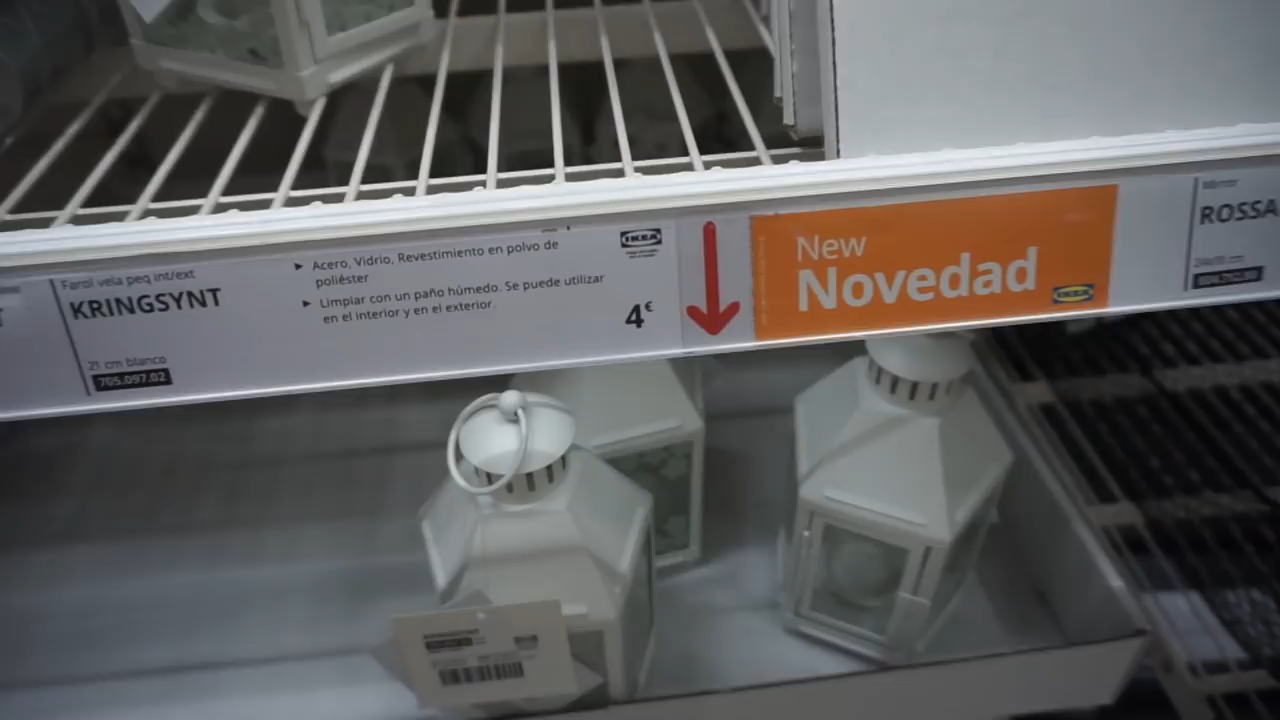 Farol vela peq int/ext
KRINGSYNT
21 cm blanco
705.097.02
► Acero, Vidrio, Revestimiento en polvo de
poliéster
► Limpiar con un paño húmedo. Se puede utilizar
en el interior y en el exterior.
IKEA
4€
New
Novedad
IKEA
ROSSA
KRINGSYNT